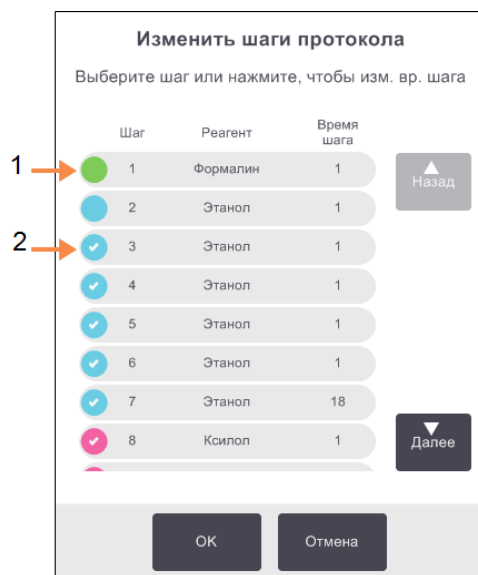 Изменить шаги протокола
Выберите шаг или нажмите, чтобы изм. вр. шага
Шаг Реагент Время шага
1
1 Формалин 1
Назад
2 Этанол 1
2
3 Этанол 1
4 Этанол 1
5 Этанол 1
6 Этанол 1
7 Этанол 18
8 Ксилол 1
Далее
OK Отмена